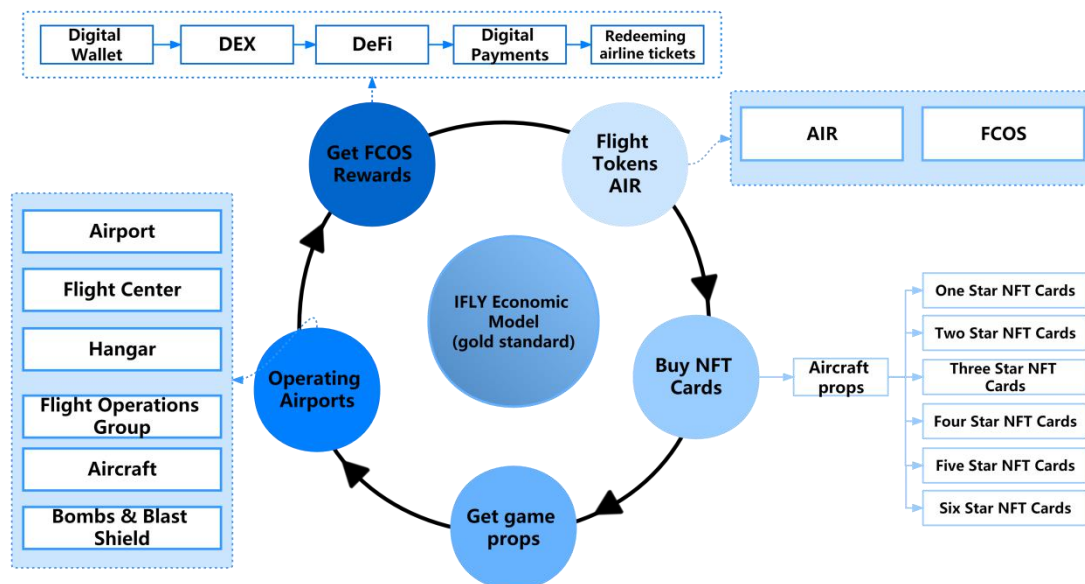 Digital
Wallet
DEX
DeFi
Digital
Payments
Redeeming
airline tickets
Get FCOS
Rewards
Flight
Tokens
AIR
AIR
FCOS
Airport
Flight Center
Hangar
Flight Operations
Group
Aircraft
Bombs & Blast
Shield
IFLY Economic
Model
(gold standard)
Operating
Airports
Buy NFT
Cards
Aircraft
props
One Star NFT Cards
Two Star NFT Cards
Three Star NFT
Cards
Four Star NFT Cards
Five Star NFT Cards
Six Star NFT Cards
Get game
props